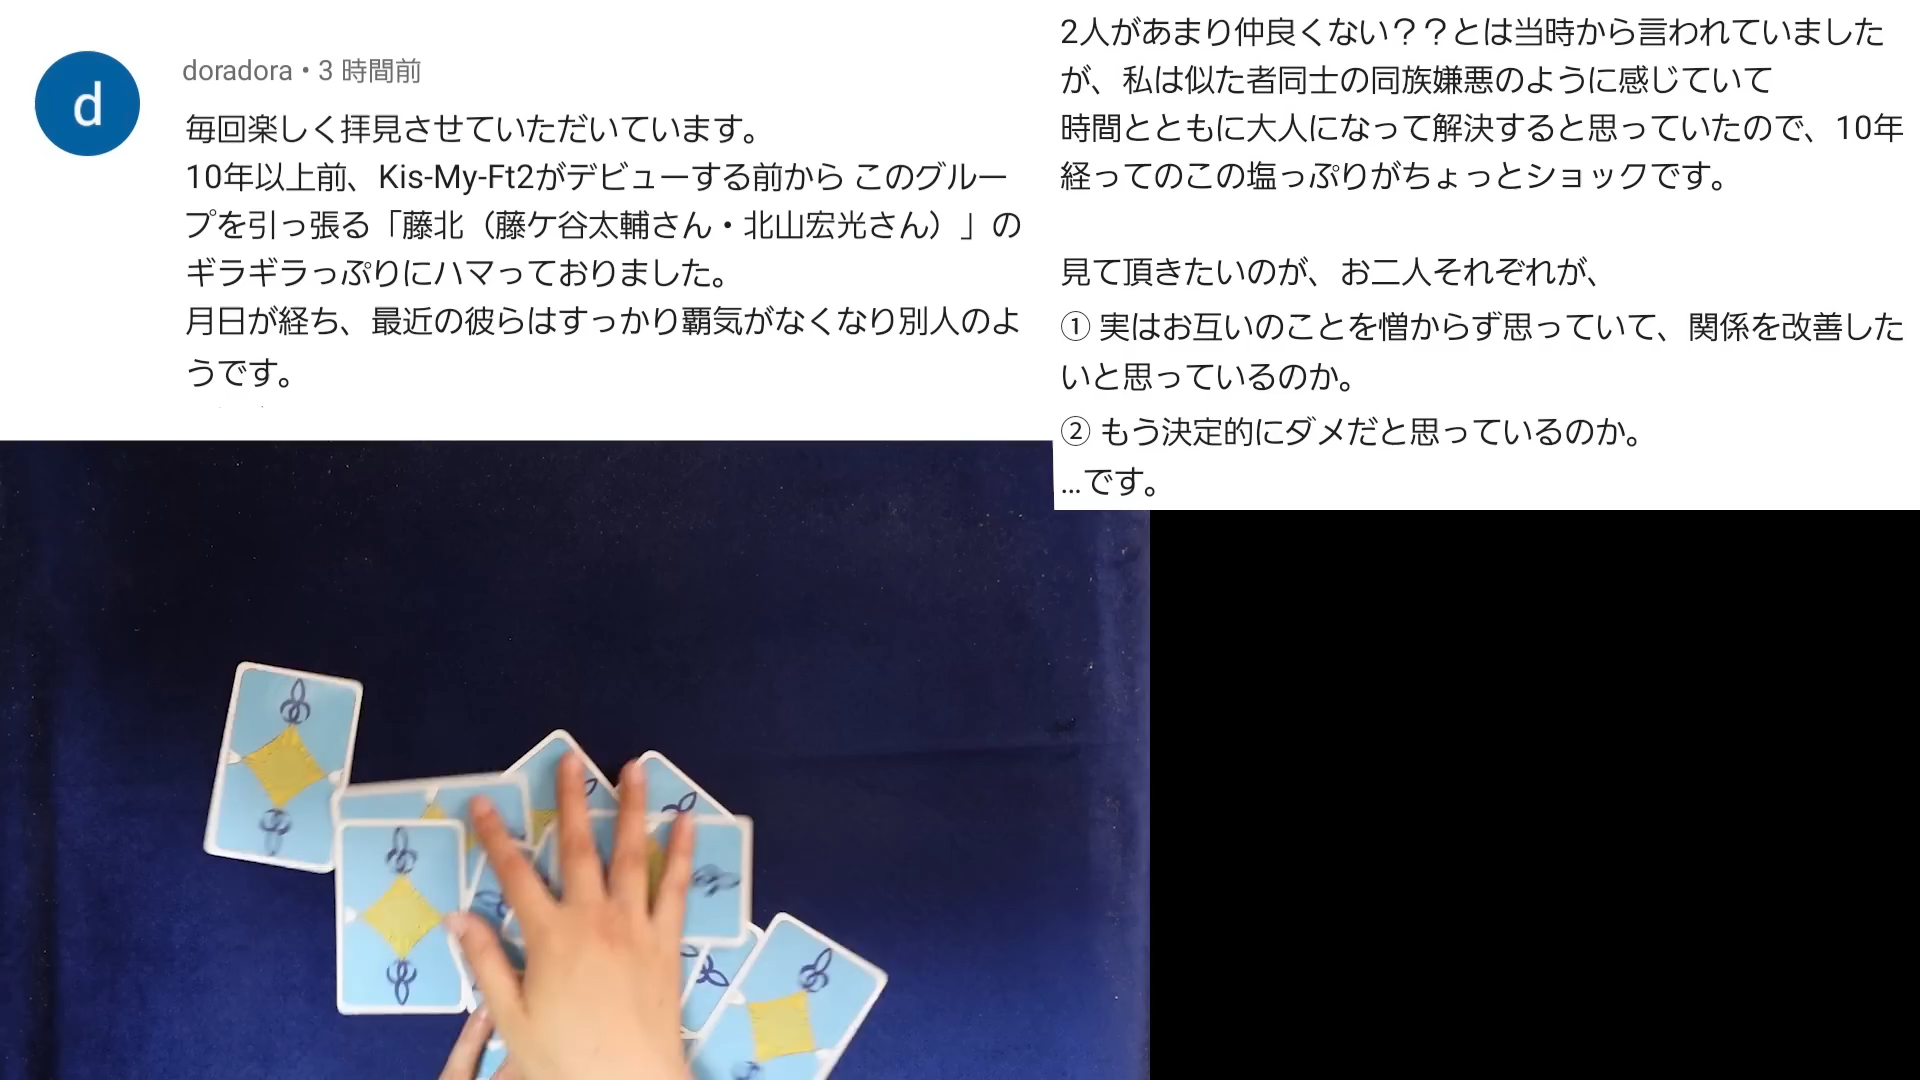 d
doradora • 3 時間前
毎回楽しく拝見させていただいています。
10年以上前、Kis-My-Ft2がデビューする前から このグルー
プを引っ張る「藤北（藤ケ谷太輔さん・北山宏光さん）」の
ギラギラっぷりにハマっておりました。
月日が経ち、最近の彼らはすっかり覇気がなくなり別人のよ
うです。
2人があまり仲良くない？？とは当時から言われていました
が、私は似た者同士の同族嫌悪のように感じていて
時間とともに大人になって解決すると思っていたので、10年
経ってのこの塩っぷりがちょっとショックです。
見て頂きたいのが、お二人それぞれが、
① 実はお互いのことを憎からず思っていて、関係を改善した
いと思っているのか。
② もう決定的にダメだと思っているのか。
...です。